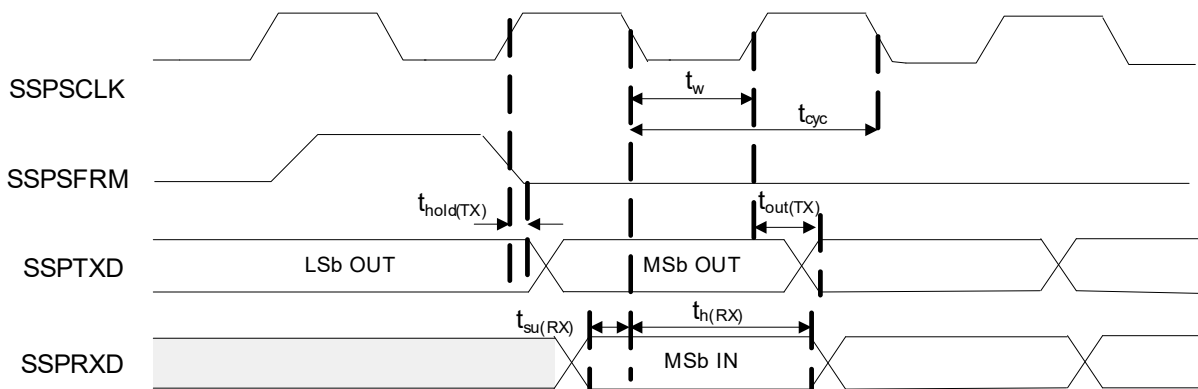 SSPSCLK
t_w
t_cyc
SSPSFRM
t_hold(TX)
t_out(TX)
SSPTXD
LSb OUT
MSb OUT
t_su(RX)
t_h(RX)
SSPRXD
MSb IN